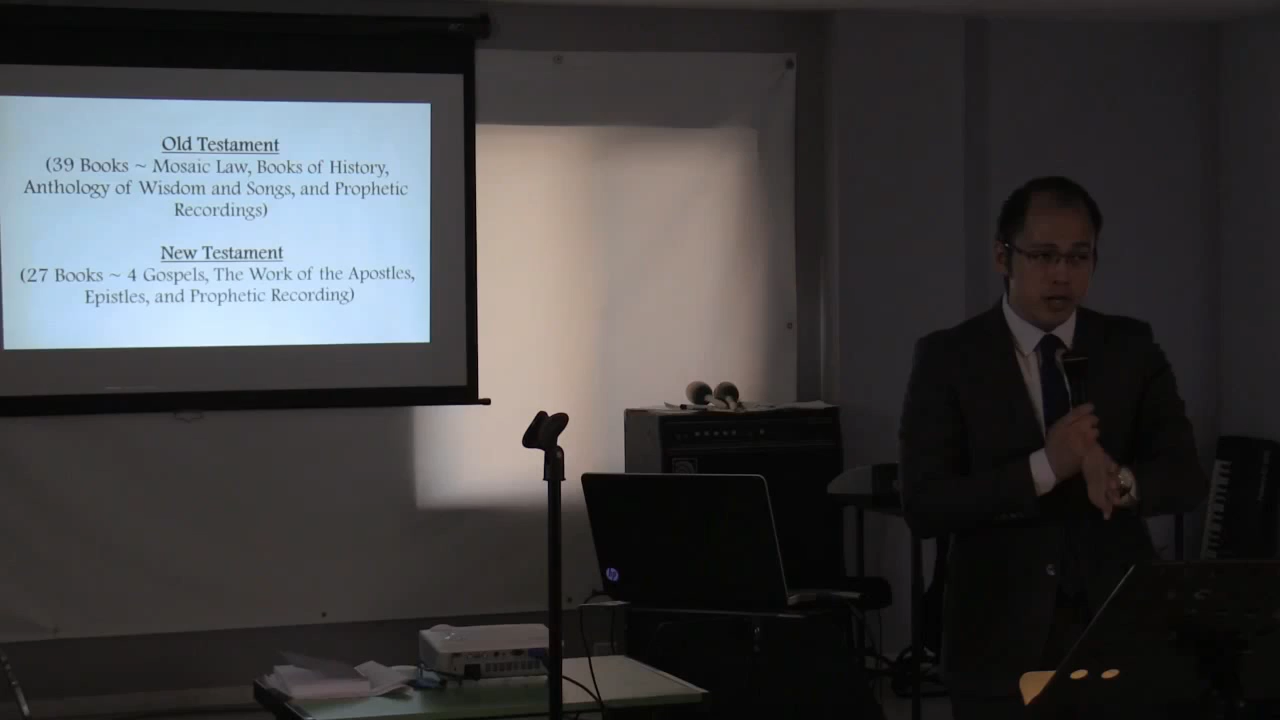 Old Testament
(39 Books ~ Mosaic Law, Books of History,
Anthology of Wisdom and Songs, and Prophetic
Recordings)
New Testament
(27 Books ~ 4 Gospels, The Work of the Apostles,
Epistles, and Prophetic Recording)
hp